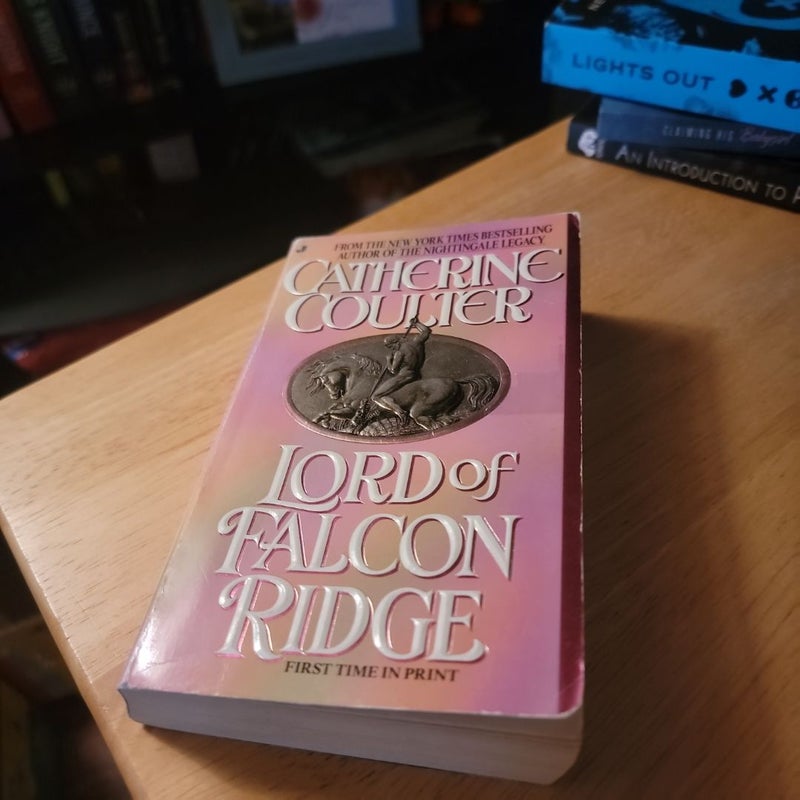 FROM THE NEW YORK TIMES BESTSELLING
AUTHOR OF THE NIGHTINGALE LEGACY
CATHERINE
COULTER
LORD OF
FALCON
RIDGE
FIRST TIME IN PRINT
LIGHTS OUT
CLAIMING HIS Babygirl
AN INTRODUCTION TO